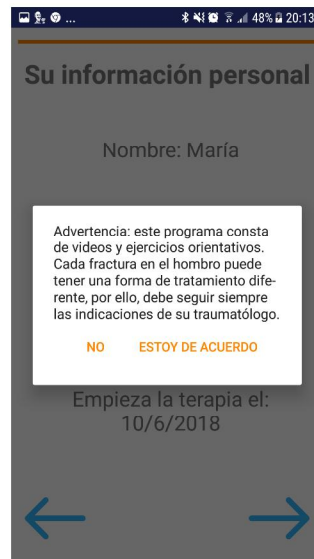 ... 48% 20:13
Su información personal
Nombre: María
Advertencia: este programa consta
de videos y ejercicios orientativos.
Cada fractura en el hombro puede
tener una forma de tratamiento dife-
rente, por ello, debe seguir siempre
las indicaciones de su traumatólogo.
NO ESTOY DE ACUERDO
Empieza la terapia el:
10/6/2018